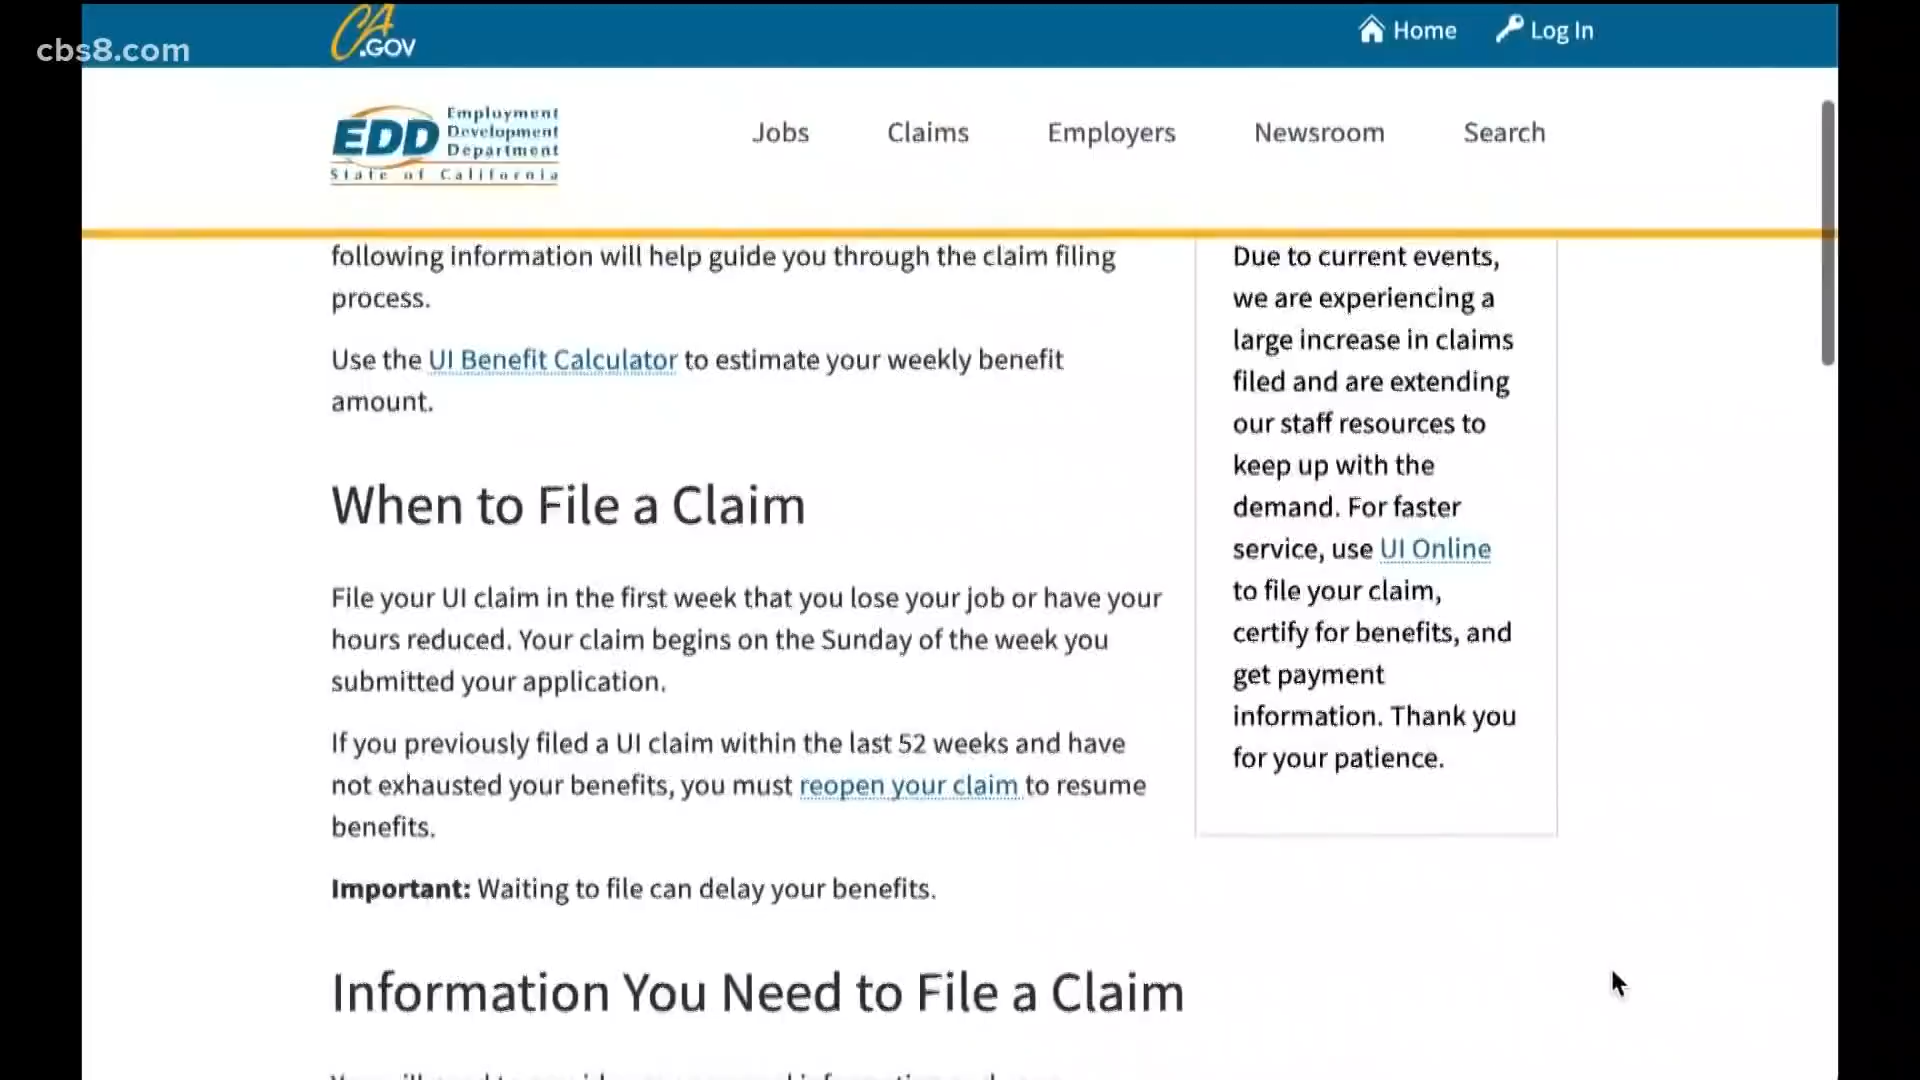 cbs8.com
CA.GOV
Home
Log In
EDD
Employment
Development
Department
State of California
Jobs
Claims
Employers
Newsroom
Search
following information will help guide you through the claim filing
process.
Use the UI Benefit Calculator to estimate your weekly benefit
amount.
When to File a Claim
File your UI claim in the first week that you lose your job or have your
hours reduced. Your claim begins on the Sunday of the week you
submitted your application.
If you previously filed a UI claim within the last 52 weeks and have
not exhausted your benefits, you must reopen your claim to resume
benefits.
Important: Waiting to file can delay your benefits.
Information You Need to File a Claim
Due to current events,
we are experiencing a
large increase in claims
filed and are extending
our staff resources to
keep up with the
demand. For faster
service, use UI Online
to file your claim,
certify for benefits, and
get payment
information. Thank you
for your patience.